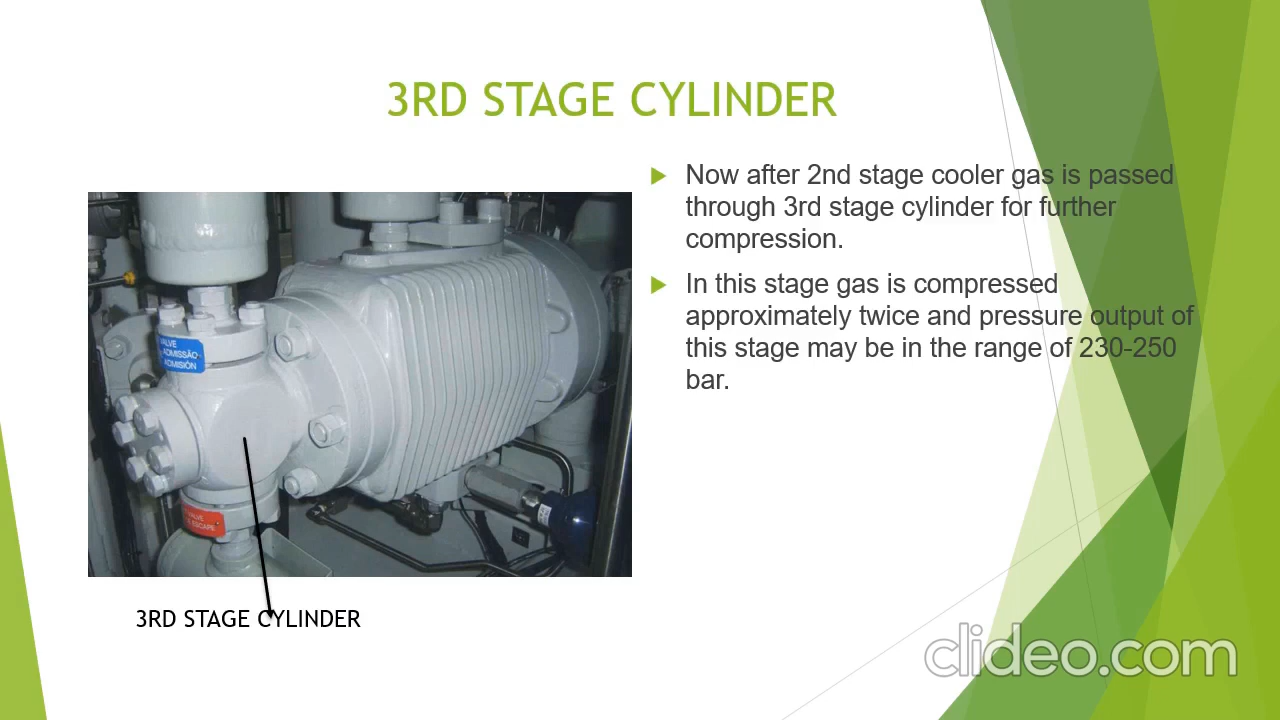 3RD STAGE CYLINDER
Now after 2nd stage cooler gas is passed
through 3rd stage cylinder for further
compression.
In this stage gas is compressed
approximately twice and pressure output of
this stage may be in the range of 230-250
bar.
VALVE
ADMISSÃO
ADMISIÓN
VALVE
ESCAPE
3RD STAGE CYLINDER
clideo.com